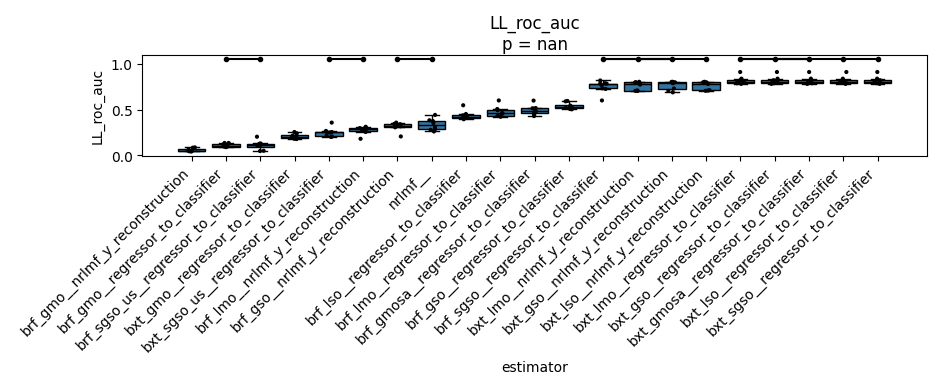 LL_roc_auc
p = nan
LL_roc_auc
1.0
0.5
0.0
brf_gmo__nrlmf_y_reconstruction
brf_gmo__regressor_to_classifier
brf_sgso_us__regressor_to_classifier
bxt_gmo__regressor_to_classifier
bxt_sgso_us__regressor_to_classifier
brf_lmo__nrlmf_y_reconstruction
brf_gso__nrlmf_y_reconstruction
nrlmf__
brf_lso__regressor_to_classifier
brf_lmo__regressor_to_classifier
brf_gmosa__regressor_to_classifier
brf_gso__regressor_to_classifier
brf_sgso__regressor_to_classifier
bxt_lmo__nrlmf_y_reconstruction
bxt_gso__nrlmf_y_reconstruction
bxt_lso__nrlmf_y_reconstruction
bxt_lmo__regressor_to_classifier
bxt_gso__regressor_to_classifier
bxt_gmosa__regressor_to_classifier
bxt_lso__regressor_to_classifier
bxt_sgso__regressor_to_classifier
estimator